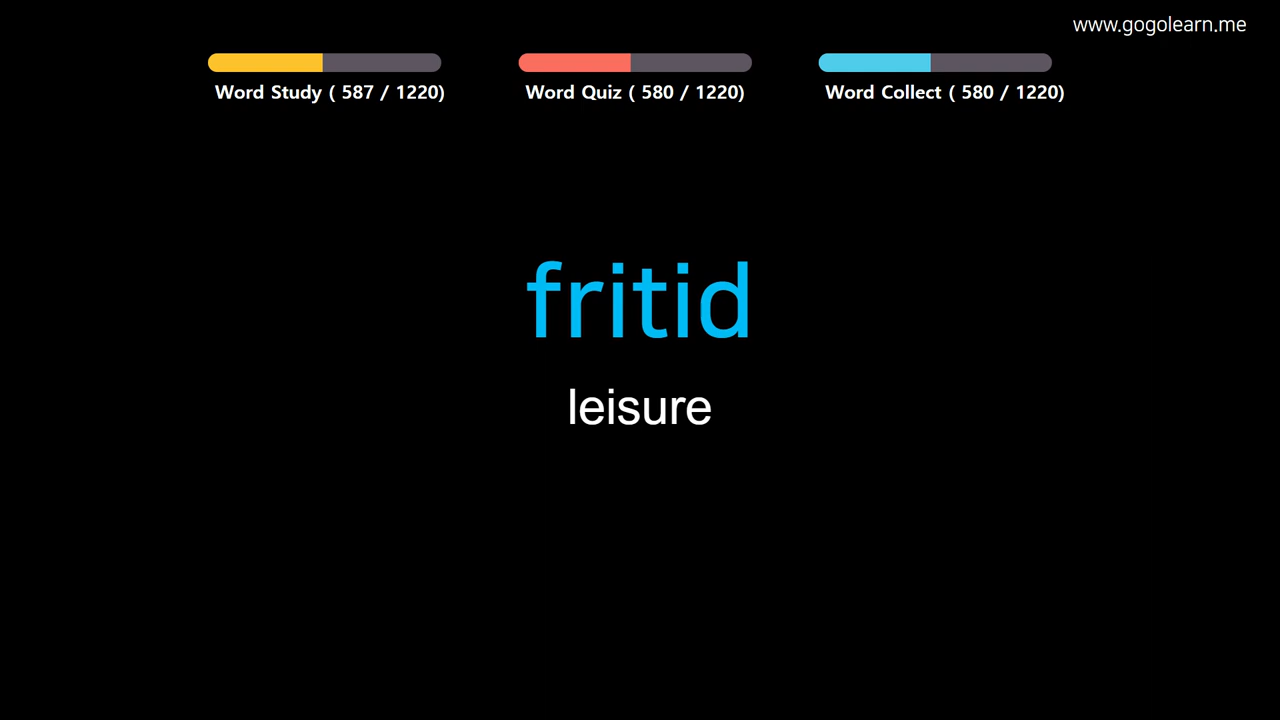 www.gogolearn.me
Word Study ( 587 / 1220)
Word Quiz ( 580 / 1220)
Word Collect ( 580 / 1220)
fritid
leisure